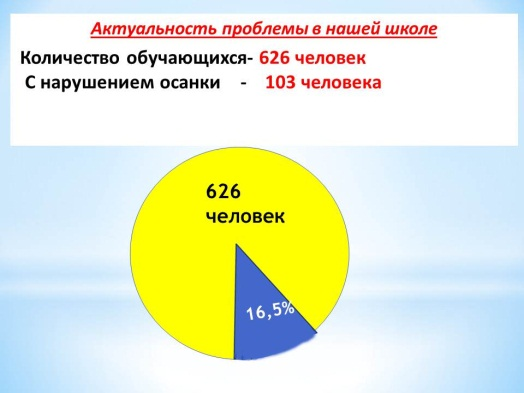 Актуальность проблемы в нашей школе
Количество обучающихся- 626 человек
С нарушением осанки - 103 человека
626
человек
16,5%